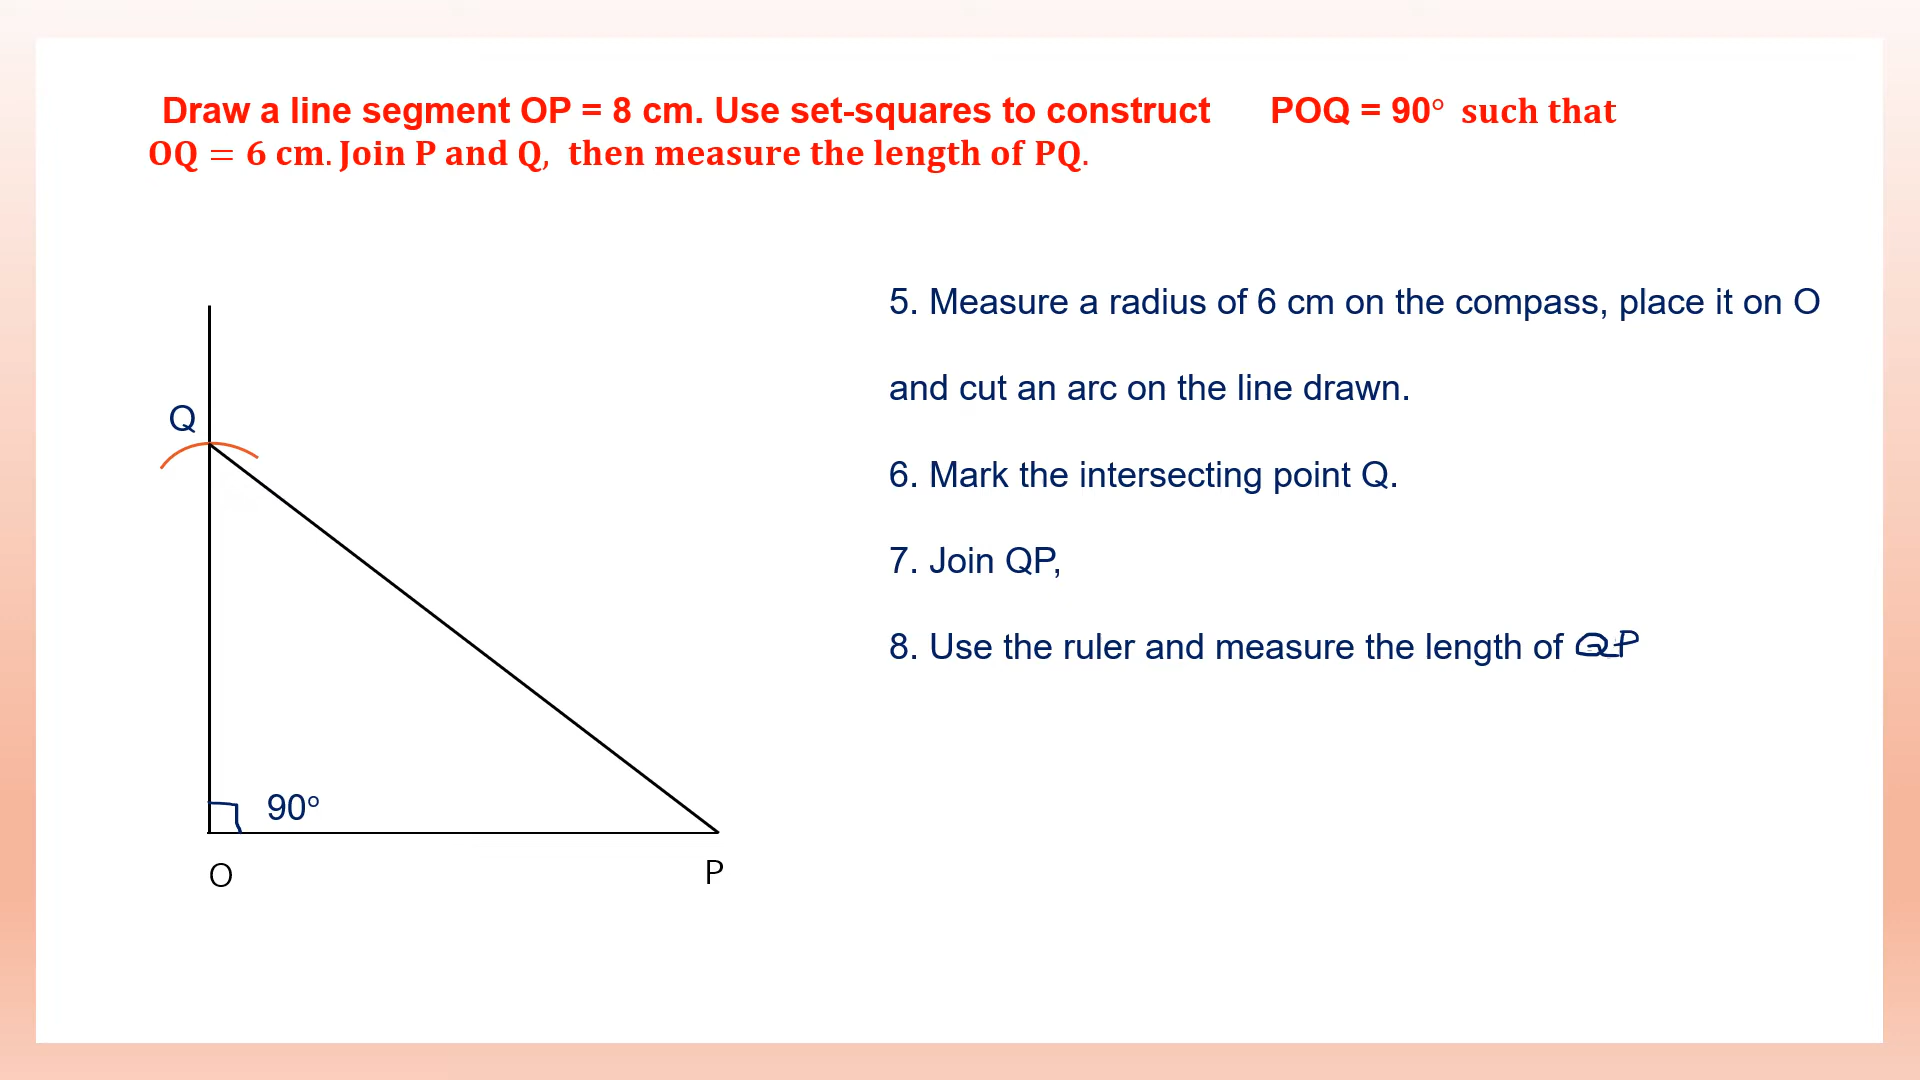 Draw a line segment OP = 8 cm. Use set-squares to construct POQ = 90° such that
OQ = 6 cm. Join P and Q, then measure the length of PQ.
5. Measure a radius of 6 cm on the compass, place it on O
and cut an arc on the line drawn.
6. Mark the intersecting point Q.
7. Join QP,
8. Use the ruler and measure the length of QP
Q
90°
O
P